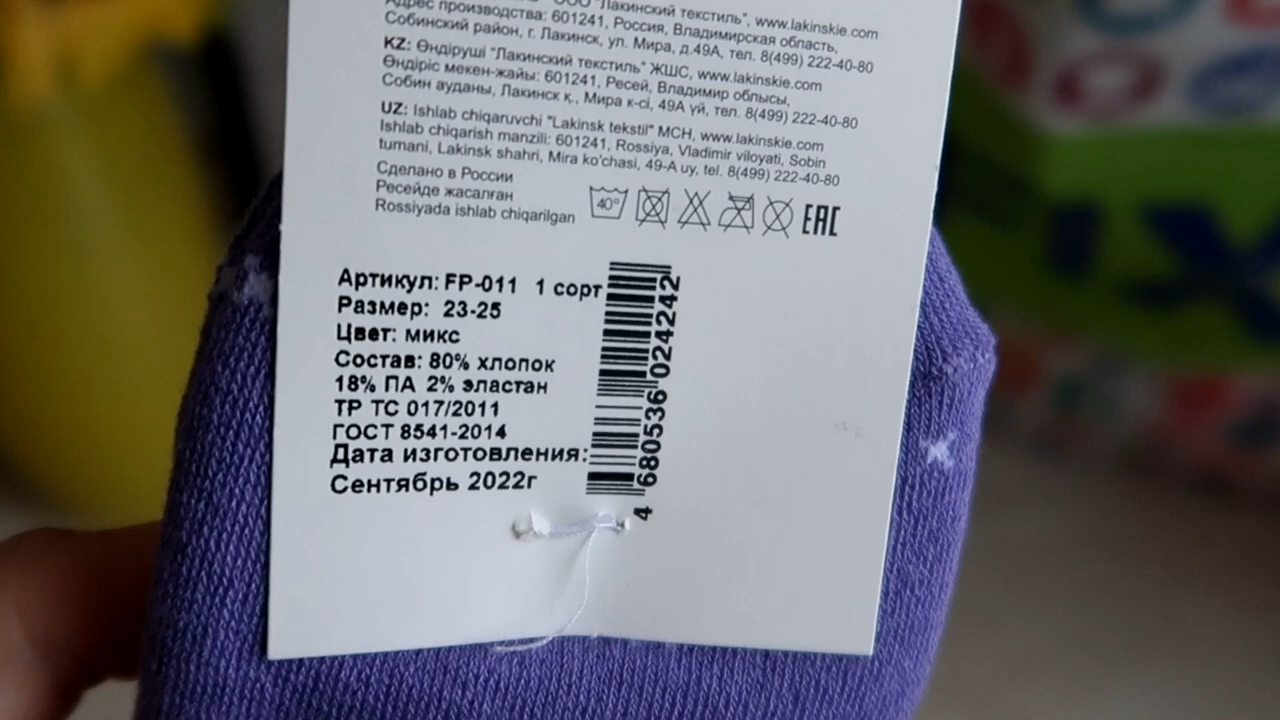 ООО "Лакинский текстиль", www.lakinskie.com
Адрес производства: 601241, Россия, Владимирская область,
Собинский район, г. Лакинск, ул. Мира, д.49А, тел. 8(499) 222-40-80
KZ: Өндіруші "Лакинский текстиль" ЖШС, www.lakinskie.com
Өндіріс мекен-жайы: 601241, Ресей, Владимир облысы,
Собин ауданы, Лакинск қ., Мира к-сі, 49А үй, тел. 8(499) 222-40-80
UZ: Ishlab chiqaruvchi "Lakinsk tekstil" MCH, www.lakinskie.com
Ishlab chiqarish manzili: 601241, Rossiya, Vladimir viloyati, Sobin
tumani, Lakinsk shahri, Mira ko'chasi, 49-A uy, tel. 8(499) 222-40-80
Сделано в России
Ресейде жасалған
Rossiyada ishlab chiqarilgan
40°
EAC
Артикул: FP-011 1 сорт
Размер: 23-25
Цвет: микс
Состав: 80% хлопок
18% ПА 2% эластан
ТР ТС 017/2011
ГОСТ 8541-2014
Дата изготовления:
Сентябрь 2022г
4 680536 024242